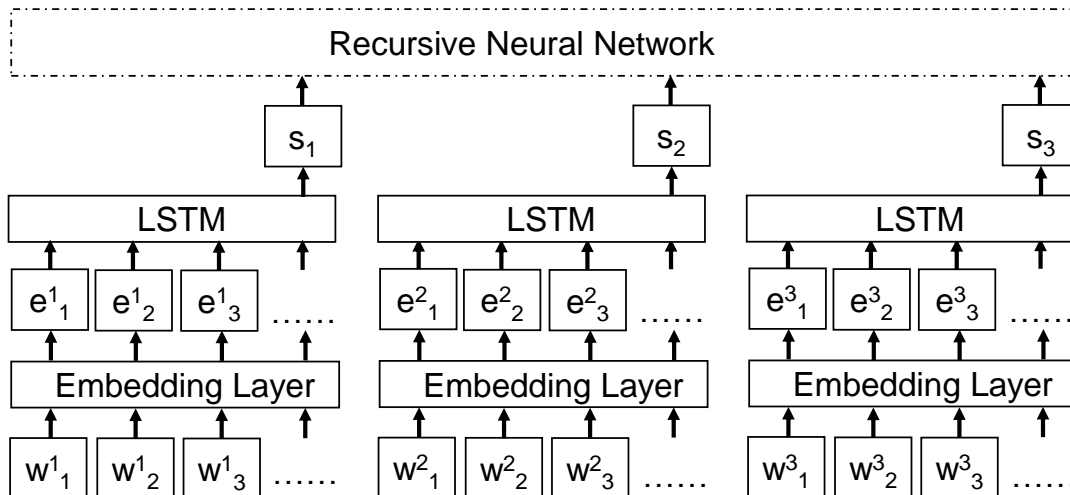 Recursive Neural Network
s₁ s₂ s₃
LSTM LSTM LSTM
e¹₁ e¹₂ e¹₃ ...... e²₁ e²₂ e²₃ ...... e³₁ e³₂ e³₃ ......
Embedding Layer Embedding Layer Embedding Layer
w¹₁ w¹₂ w¹₃ ...... w²₁ w²₂ w²₃ ...... w³₁ w³₂ w³₃ ......